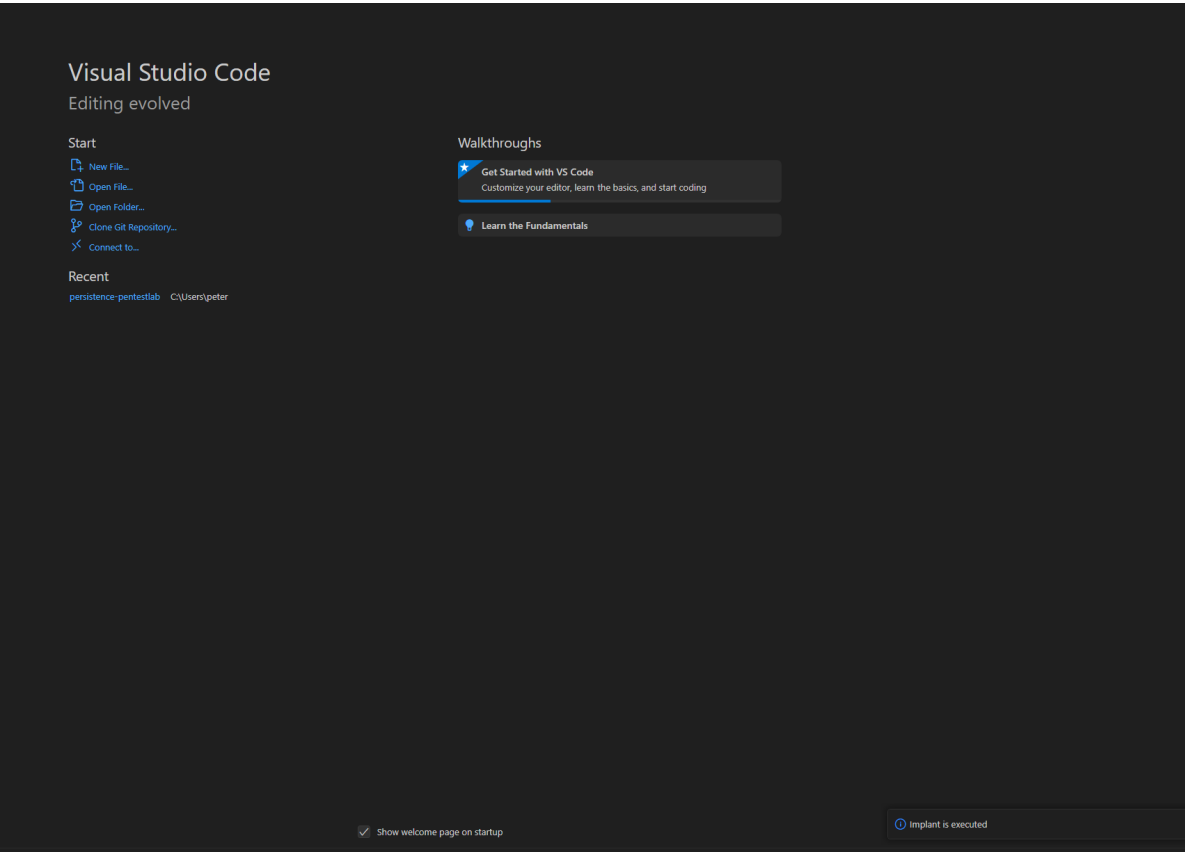 Visual Studio Code
Editing evolved
Start
New File...
Open File...
Open Folder...
Clone Git Repository...
Connect to...
Recent
persistence-pentestlab C:\Users\peter
Walkthroughs
Get Started with VS Code
Customize your editor, learn the basics, and start coding
Learn the Fundamentals
Show welcome page on startup
Implant is executed